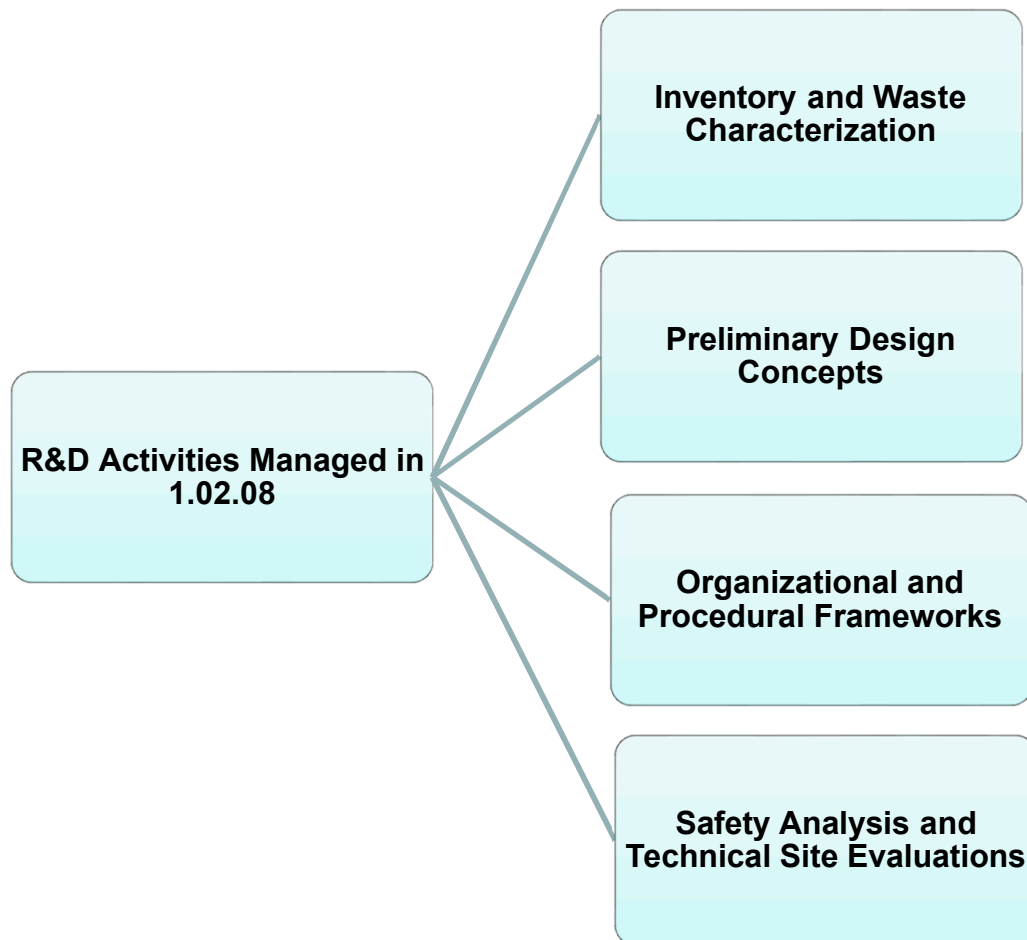 Inventory and Waste
Characterization
Preliminary Design
Concepts
R&D Activities Managed in
1.02.08
Organizational and
Procedural Frameworks
Safety Analysis and
Technical Site Evaluations